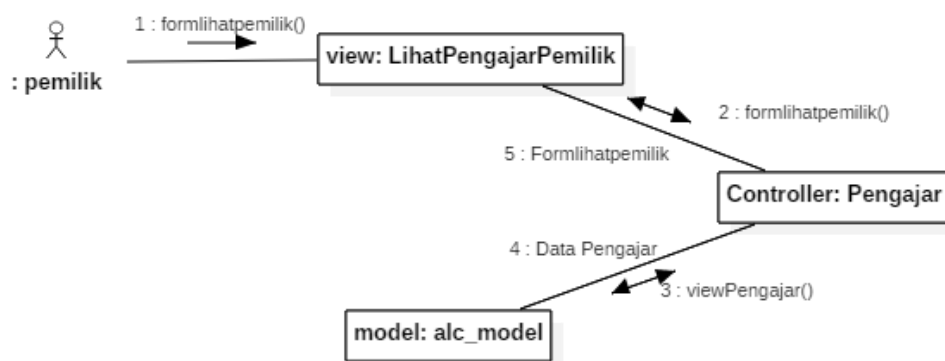 1 : formlihatpemilik()
view: LihatPengajarPemilik
: pemilik
2 : formlihatpemilik()
5 : Formlihatpemilik
Controller: Pengajar
4 : Data Pengajar
3 : viewPengajar()
model: alc_model